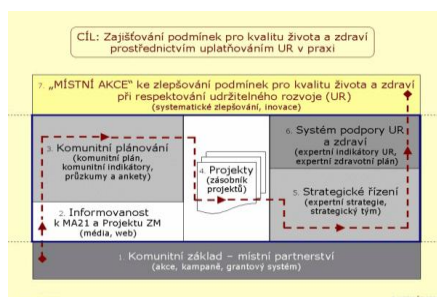 CÍL: Zajišťování podmínek pro kvalitu života a zdraví
prostřednictvím uplatňováním UR v praxi
7. „MÍSTNÍ AKCE" ke zlepšování podmínek pro kvalitu života a zdraví
při respektování udržitelného rozvoje (UR)
(systematické zlepšování, inovace)
3. Komunitní plánování
(komunitní plán,
komunitní indikátory,
průzkumy a ankety)
2. Informovanost
k MA21 a Projektu ZM
(média, web)
4. Projekty
(zásobník
projektů)
6. Systém podpory UR
a zdraví
(expertní indikátory UR,
expertní zdravotní plán)
5. Strategické řízení
(expertní strategie,
strategický tým)
1. Komunitní základ – místní partnerství
(akce, kampaně, grantový systém)